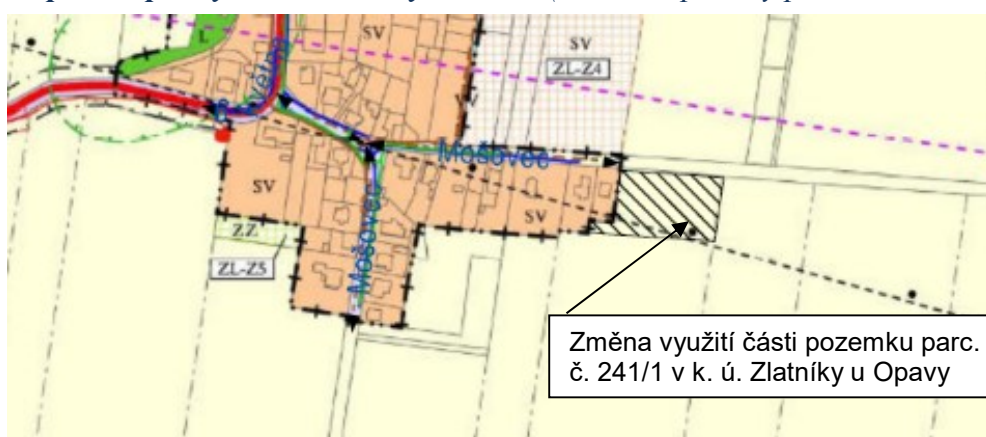 L
SV
SV
ZL-Z4
Mošovec
SV
SV
ZZ
ZL-Z5
Mošovec
Změna využití části pozemku parc.
č. 241/1 v k. ú. Zlatníky u Opavy